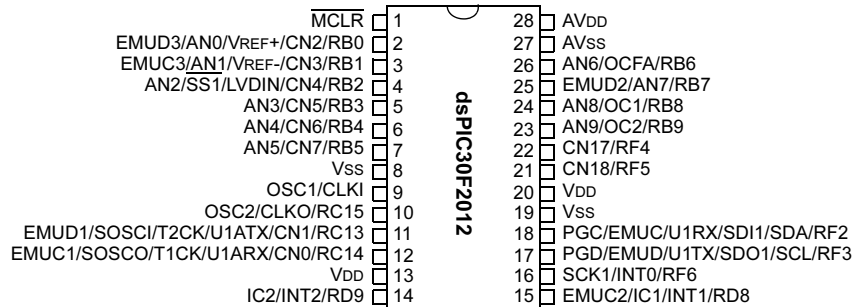 MCLR 1 28 AVDD
EMUD3/AN0/VREF+/CN2/RB0 2 27 AVSS
EMUC3/AN1/VREF-/CN3/RB1 3 26 AN6/OCFA/RB6
AN2/SS1/LVDIN/CN4/RB2 4 25 EMUD2/AN7/RB7
AN3/CN5/RB3 5 24 AN8/OC1/RB8
AN4/CN6/RB4 6 23 AN9/OC2/RB9
AN5/CN7/RB5 7 22 CN17/RF4
VSS 8 21 CN18/RF5
OSC1/CLKI 9 20 VDD
OSC2/CLKO/RC15 10 19 VSS
EMUD1/SOSCI/T2CK/U1ATX/CN1/RC13 11 18 PGC/EMUC/U1RX/SDI1/SDA/RF2
EMUC1/SOSCO/T1CK/U1ARX/CN0/RC14 12 17 PGD/EMUD/U1TX/SDO1/SCL/RF3
VDD 13 16 SCK1/INT0/RF6
IC2/INT2/RD9 14 15 EMUC2/IC1/INT1/RD8
dsPIC30F2012